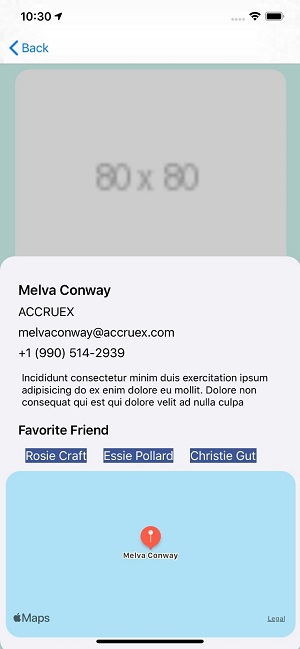 10:30
Back
80 x 80
Melva Conway
ACCRUEX
melvaconway@accruex.com
+1 (990) 514-2939
Incididunt consectetur minim duis exercitation ipsum
adipisicing do ex enim dolore eu mollit. Dolore non
consequat qui est qui dolore velit ad nulla culpa
Favorite Friend
Rosie Craft Essie Pollard Christie Gut
Melva Conway
Maps Legal